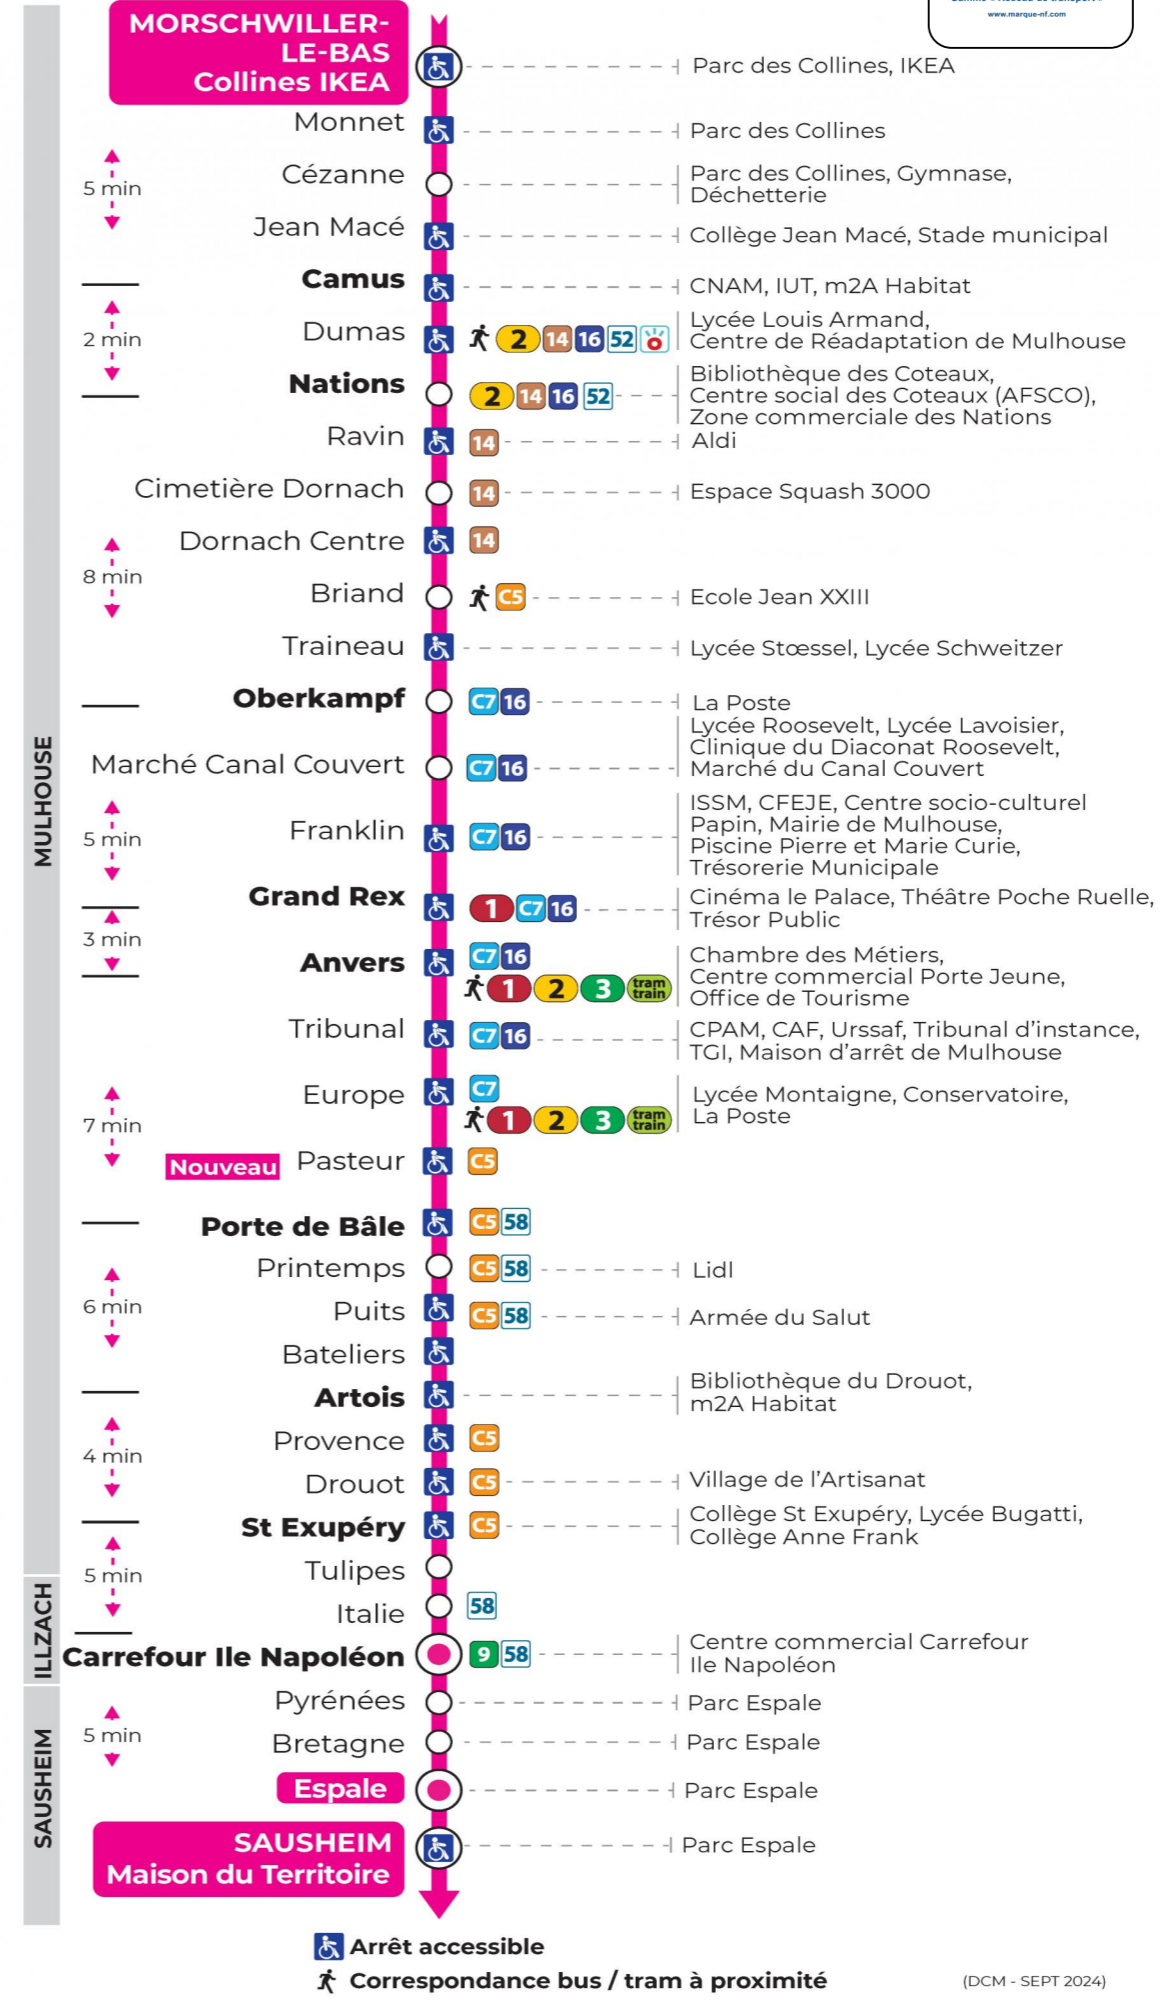 www.marque-nf.com
MORSCHWILLER-
LE-BAS
Collines IKEA
Parc des Collines, IKEA
Monnet
Parc des Collines
5 min
Cézanne
Parc des Collines, Gymnase,
Déchetterie
Jean Macé
Collège Jean Macé, Stade municipal
Camus
CNAM, IUT, m2A Habitat
2 min
Dumas
2 14 16 52
Lycée Louis Armand,
Centre de Réadaptation de Mulhouse
Nations
2 14 16 52
Bibliothèque des Coteaux,
Centre social des Coteaux (AFSCO),
Zone commerciale des Nations
Ravin
14
Aldi
Cimetière Dornach
14
Espace Squash 3000
Dornach Centre
14
8 min
Briand
C5
Ecole Jean XXIII
Traineau
Lycée Stœssel, Lycée Schweitzer
Oberkampf
C7 16
La Poste
MULHOUSE
Marché Canal Couvert
C7 16
Lycée Roosevelt, Lycée Lavoisier,
Clinique du Diaconat Roosevelt,
Marché du Canal Couvert
5 min
Franklin
C7 16
ISSM, CFEJE, Centre socio-culturel
Papin, Mairie de Mulhouse,
Piscine Pierre et Marie Curie,
Trésorerie Municipale
Grand Rex
1 C7 16
Cinéma le Palace, Théâtre Poche Ruelle,
Trésor Public
3 min
Anvers
C7 16
1 2 3 tram
train
Chambre des Métiers,
Centre commercial Porte Jeune,
Office de Tourisme
Tribunal
C7 16
CPAM, CAF, Urssaf, Tribunal d'instance,
TGI, Maison d'arrêt de Mulhouse
7 min
Europe
C7
1 2 3 tram
train
Lycée Montaigne, Conservatoire,
La Poste
Nouveau Pasteur
C5
Porte de Bâle
C5 58
Printemps
C5 58
Lidl
6 min
Puits
C5 58
Armée du Salut
Bateliers
Artois
Bibliothèque du Drouot,
m2A Habitat
Provence
C5
4 min
Drouot
C5
Village de l'Artisanat
St Exupéry
C5
Collège St Exupéry, Lycée Bugatti,
Collège Anne Frank
5 min
Tulipes
ILLZACH
Italie
58
Carrefour Ile Napoléon
9 58
Centre commercial Carrefour
Ile Napoléon
Pyrénées
Parc Espale
5 min
Bretagne
Parc Espale
SAUSHEIM
Espale
Parc Espale
SAUSHEIM
Maison du Territoire
Parc Espale
Arrêt accessible
Correspondance bus / tram à proximité
(DCM - SEPT 2024)